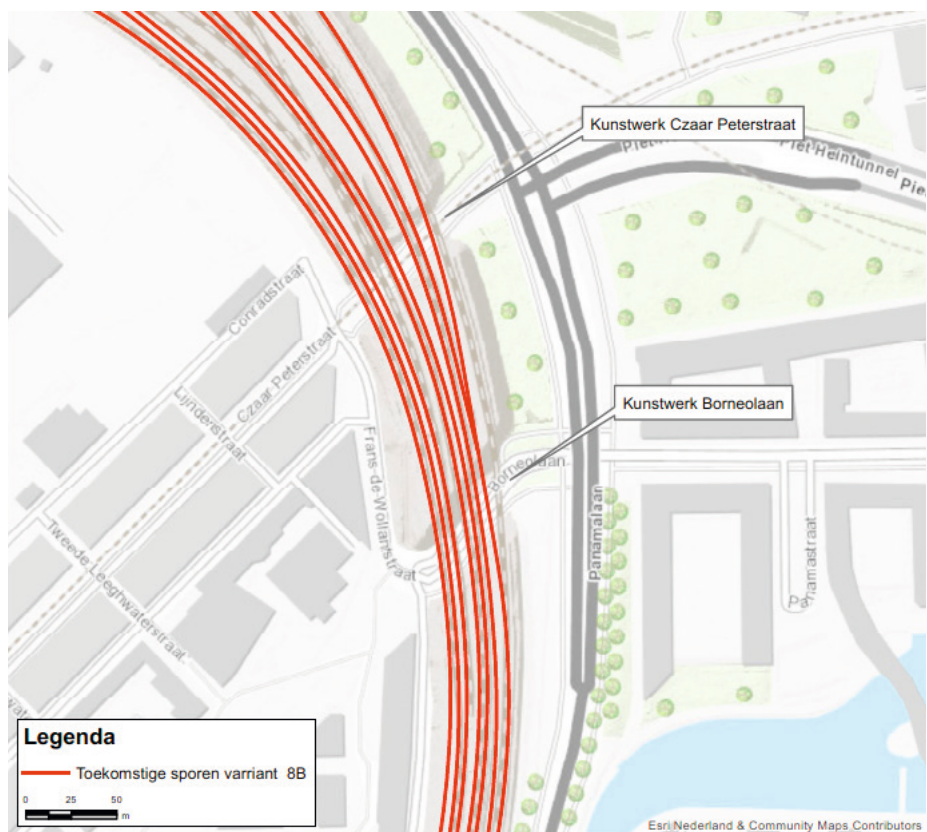 Kunstwerk Czaar Peterstraat
Piet Heintunnel
Conradstraat
Czaar Peterstraat
Lijndenstraat
Kunstwerk Borneolaan
Frans de Wollantstraat
Borneolaan
Panamalaan
Panamastraat
Tweede Leeghwaterstraat
Legenda
Toekomstige sporen varriant 8B
0 25 50
m
Esri Nederland & Community Maps Contributors